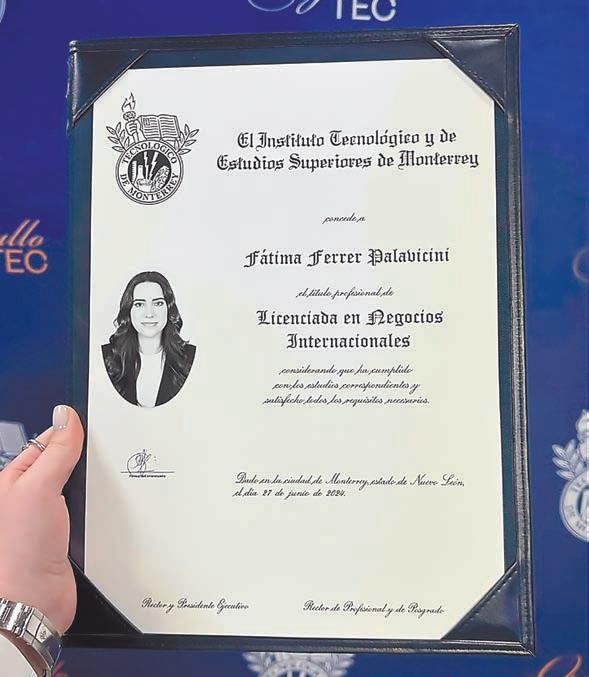 TEC
TECNOLÓGICO
DE MONTERREY
El Instituto Tecnológico y de
Estudios Superiores de Monterrey
concede a
Fátima Ferrer Palavicini
el título profesional de
Licenciada en Negocios
Internacionales
considerando que ha cumplido
con los estudios correspondientes y
satisfecho todos los requisitos necesarios.
Dado en la ciudad de Monterrey, estado de Nuevo León,
el día 27 de junio de 2024.
Rector y Presidente Ejecutivo
Rector de Profesional y de Posgrado
ullo
TEC